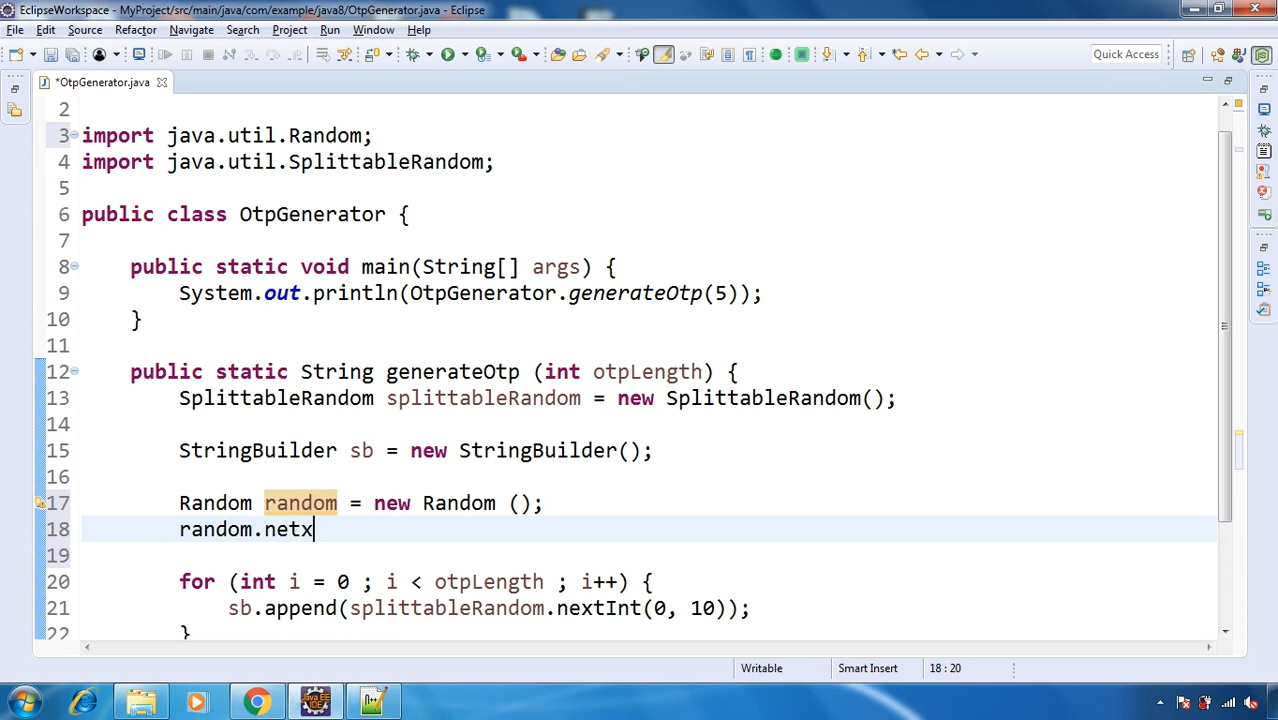 EclipseWorkspace - MyProject/src/main/java/com/example/java8/OtpGenerator.java - Eclipse
File Edit Source Refactor Navigate Search Project Run Window Help
Quick Access
*OtpGenerator.java
2
3 import java.util.Random;
4 import java.util.SplittableRandom;
5
6 public class OtpGenerator {
7
8 public static void main(String[] args) {
9 System.out.println(OtpGenerator.generateOtp(5));
10 }
11
12 public static String generateOtp (int otpLength) {
13 SplittableRandom splittableRandom = new SplittableRandom();
14
15 StringBuilder sb = new StringBuilder();
16
17 Random random = new Random ();
18 random.netx
19
20 for (int i = 0 ; i < otpLength ; i++) {
21 sb.append(splittableRandom.nextInt(0, 10));
22 }
Writable Smart Insert 18 : 20
Java EE IDE